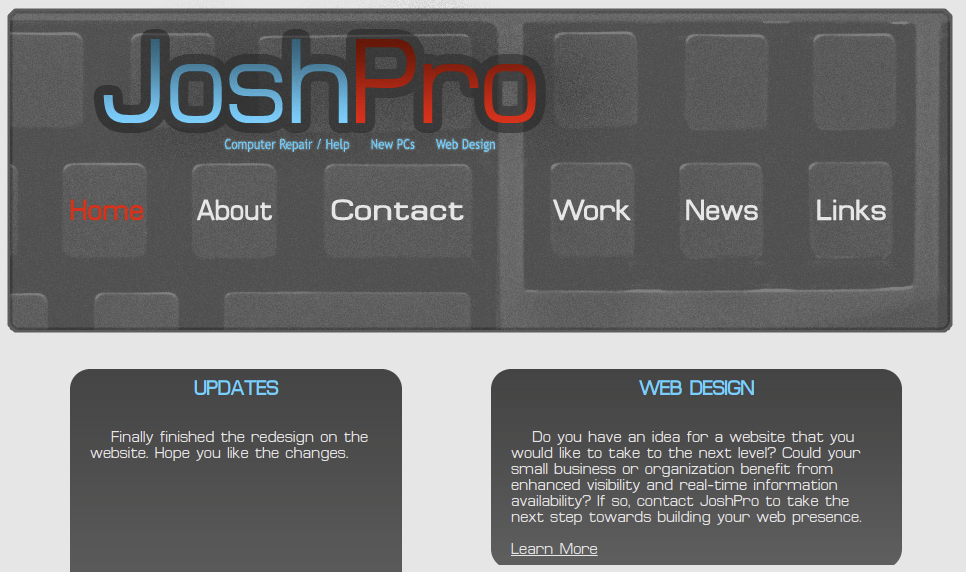 JoshPro
Computer Repair / Help New PCs Web Design
Home About Contact Work News Links
UPDATES
Finally finished the redesign on the
website. Hope you like the changes.
WEB DESIGN
Do you have an idea for a website that you
would like to take to the next level? Could your
small business or organization benefit from
enhanced visibility and real-time information
availability? If so, contact JoshPro to take the
next step towards building your web presence.
Learn More